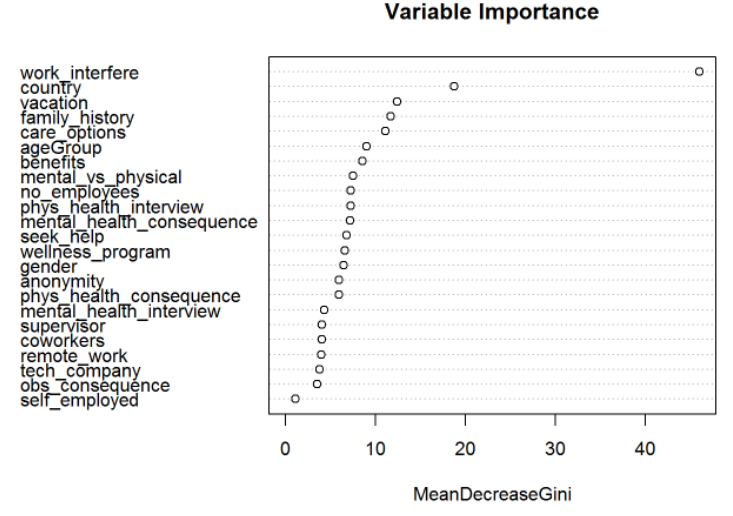 Variable Importance
work_interfere
country
vacation
family_history
care_options
ageGroup
benefits
mental_vs_physical
no_employees
phys_health_interview
mental_health_consequence
seek_help
wellness_program
gender
anonymity
phys_health_consequence
mental_health_interview
supervisor
coworkers
remote_work
tech_company
obs_consequence
self_employed
0 10 20 30 40
MeanDecreaseGini